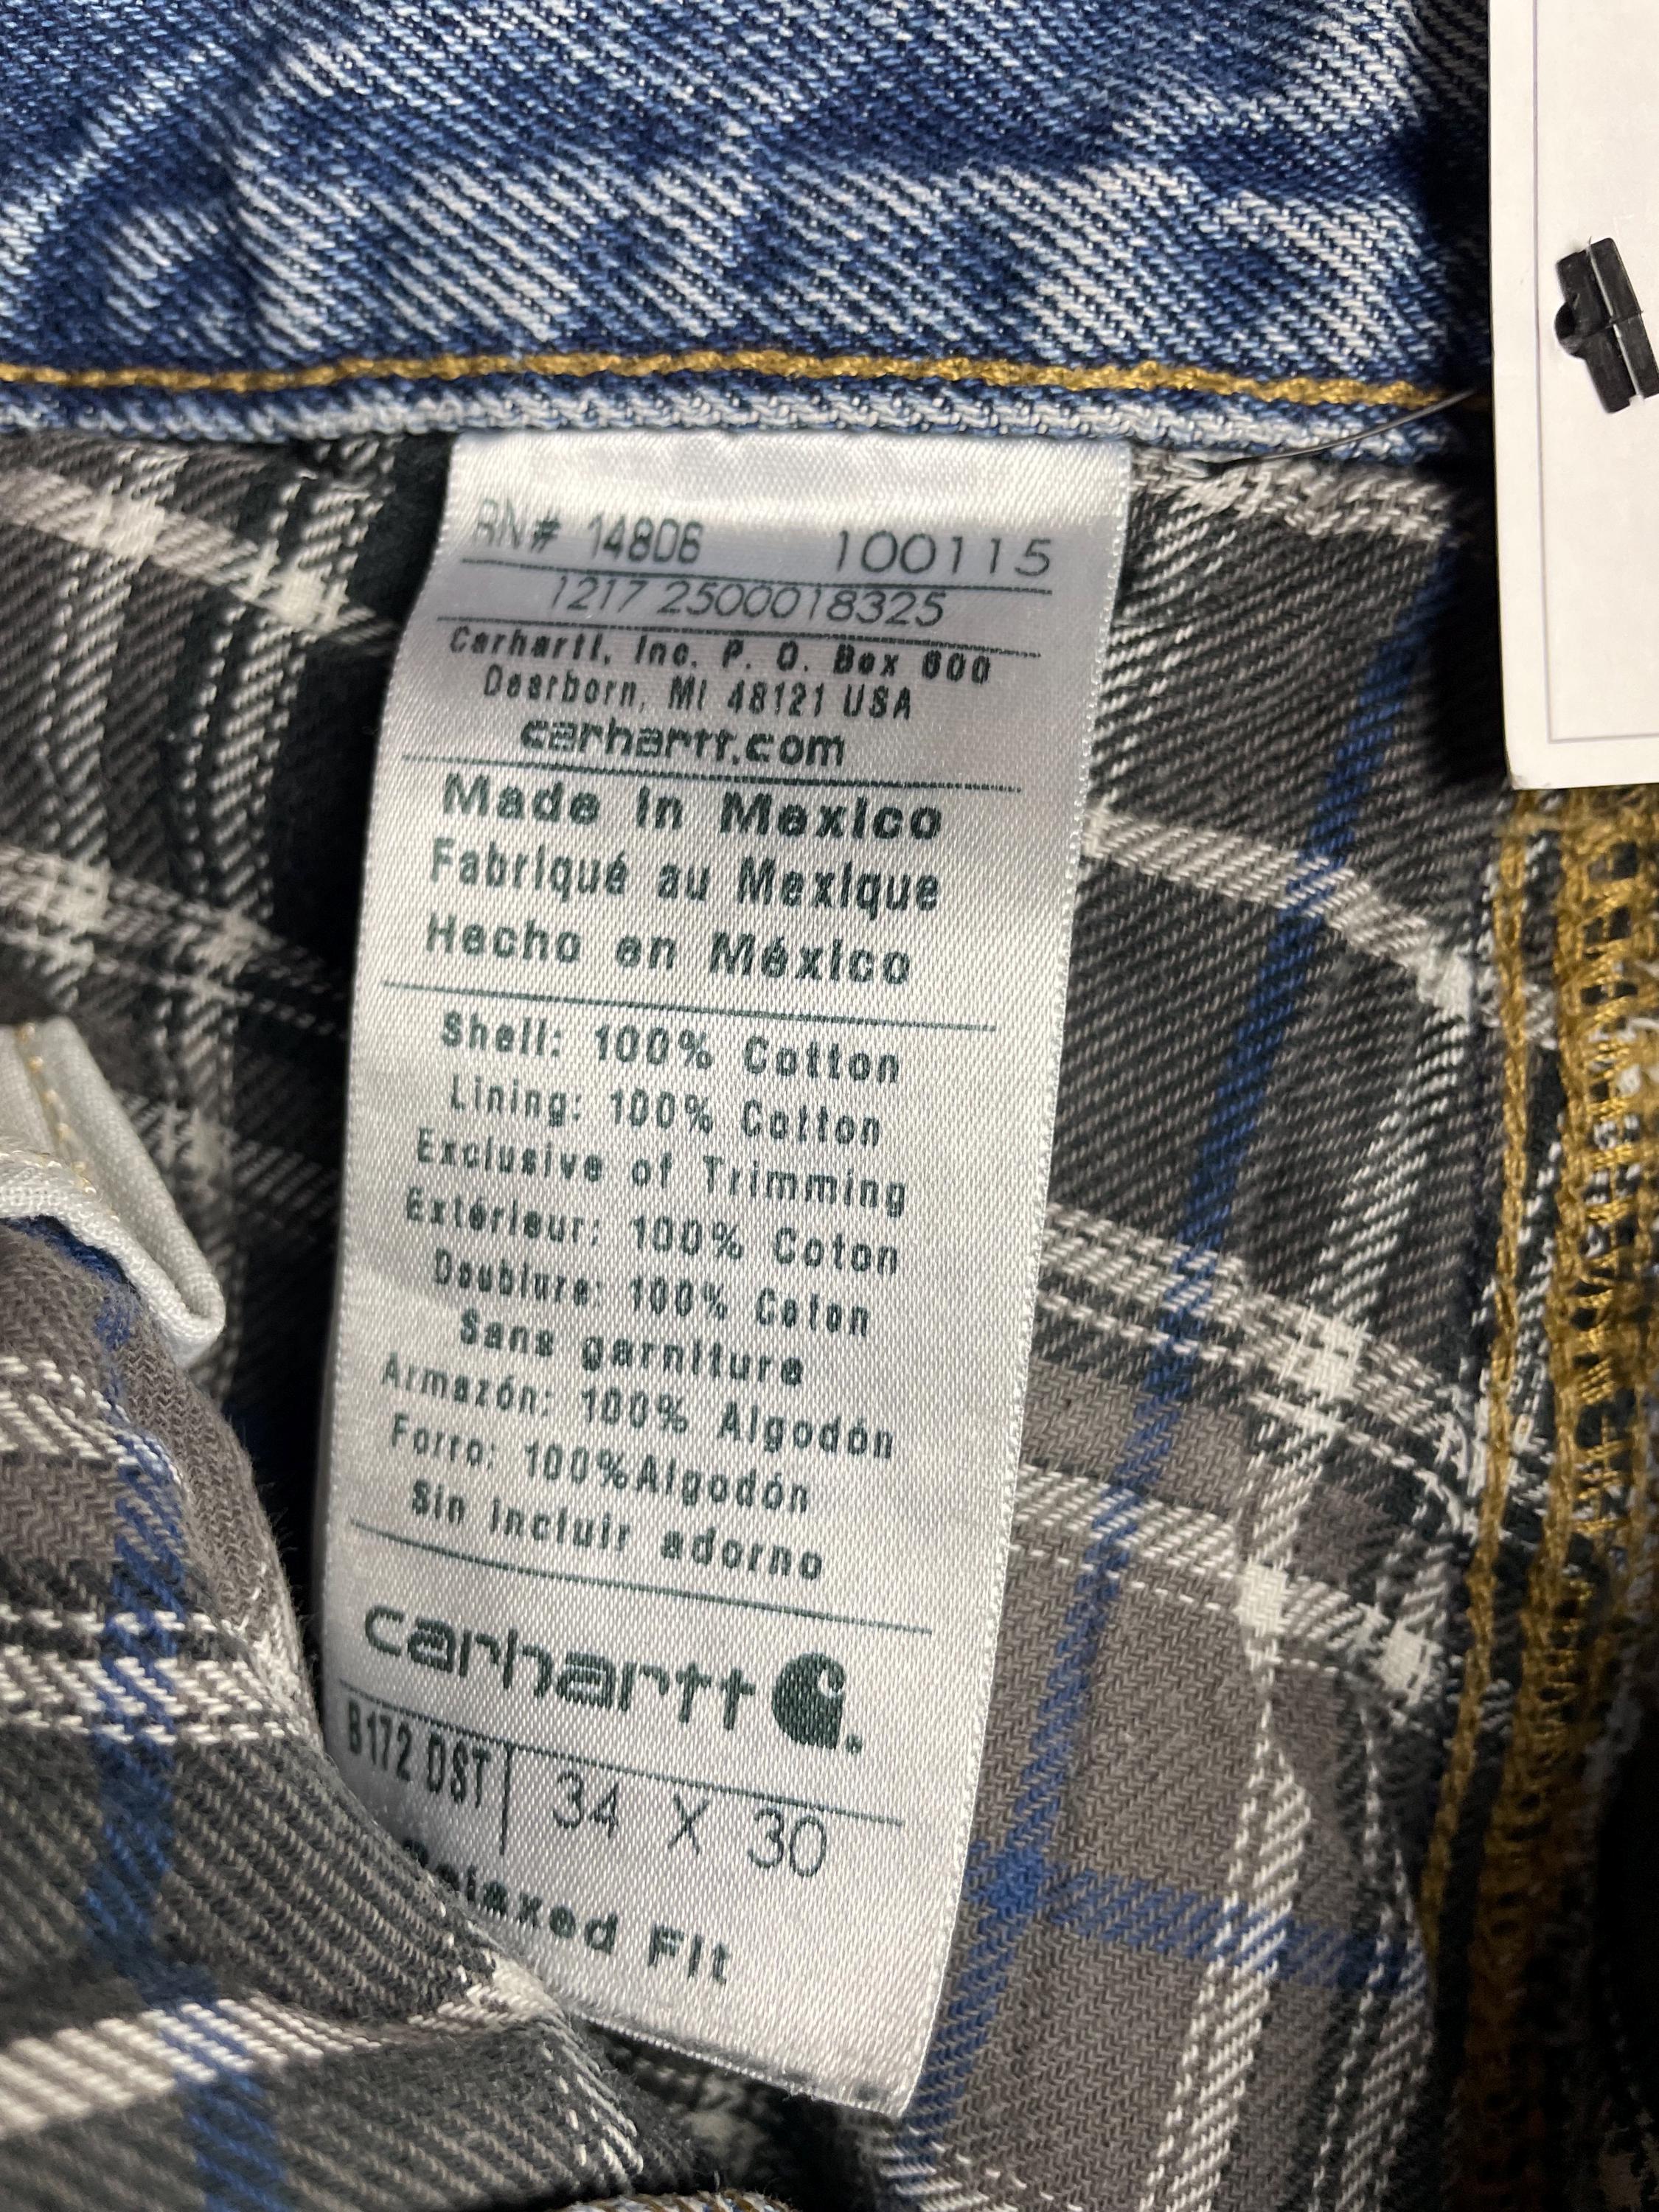 RN# 14806 100115
1217 2500018325
Carhartt, Inc. P. O. Box 600
Dearborn, MI 48121 USA
carhartt.com
Made in Mexico
Fabriqué au Mexique
Hecho en México
Shell: 100% Cotton
Lining: 100% Cotton
Exclusive of Trimming
Extérieur: 100% Coton
Doublure: 100% Coton
Sans garniture
Armazón: 100% Algodón
Forro: 100%Algodón
Sin incluir adorno
carhartt
B172 DST 34 X 30
Relaxed Fit